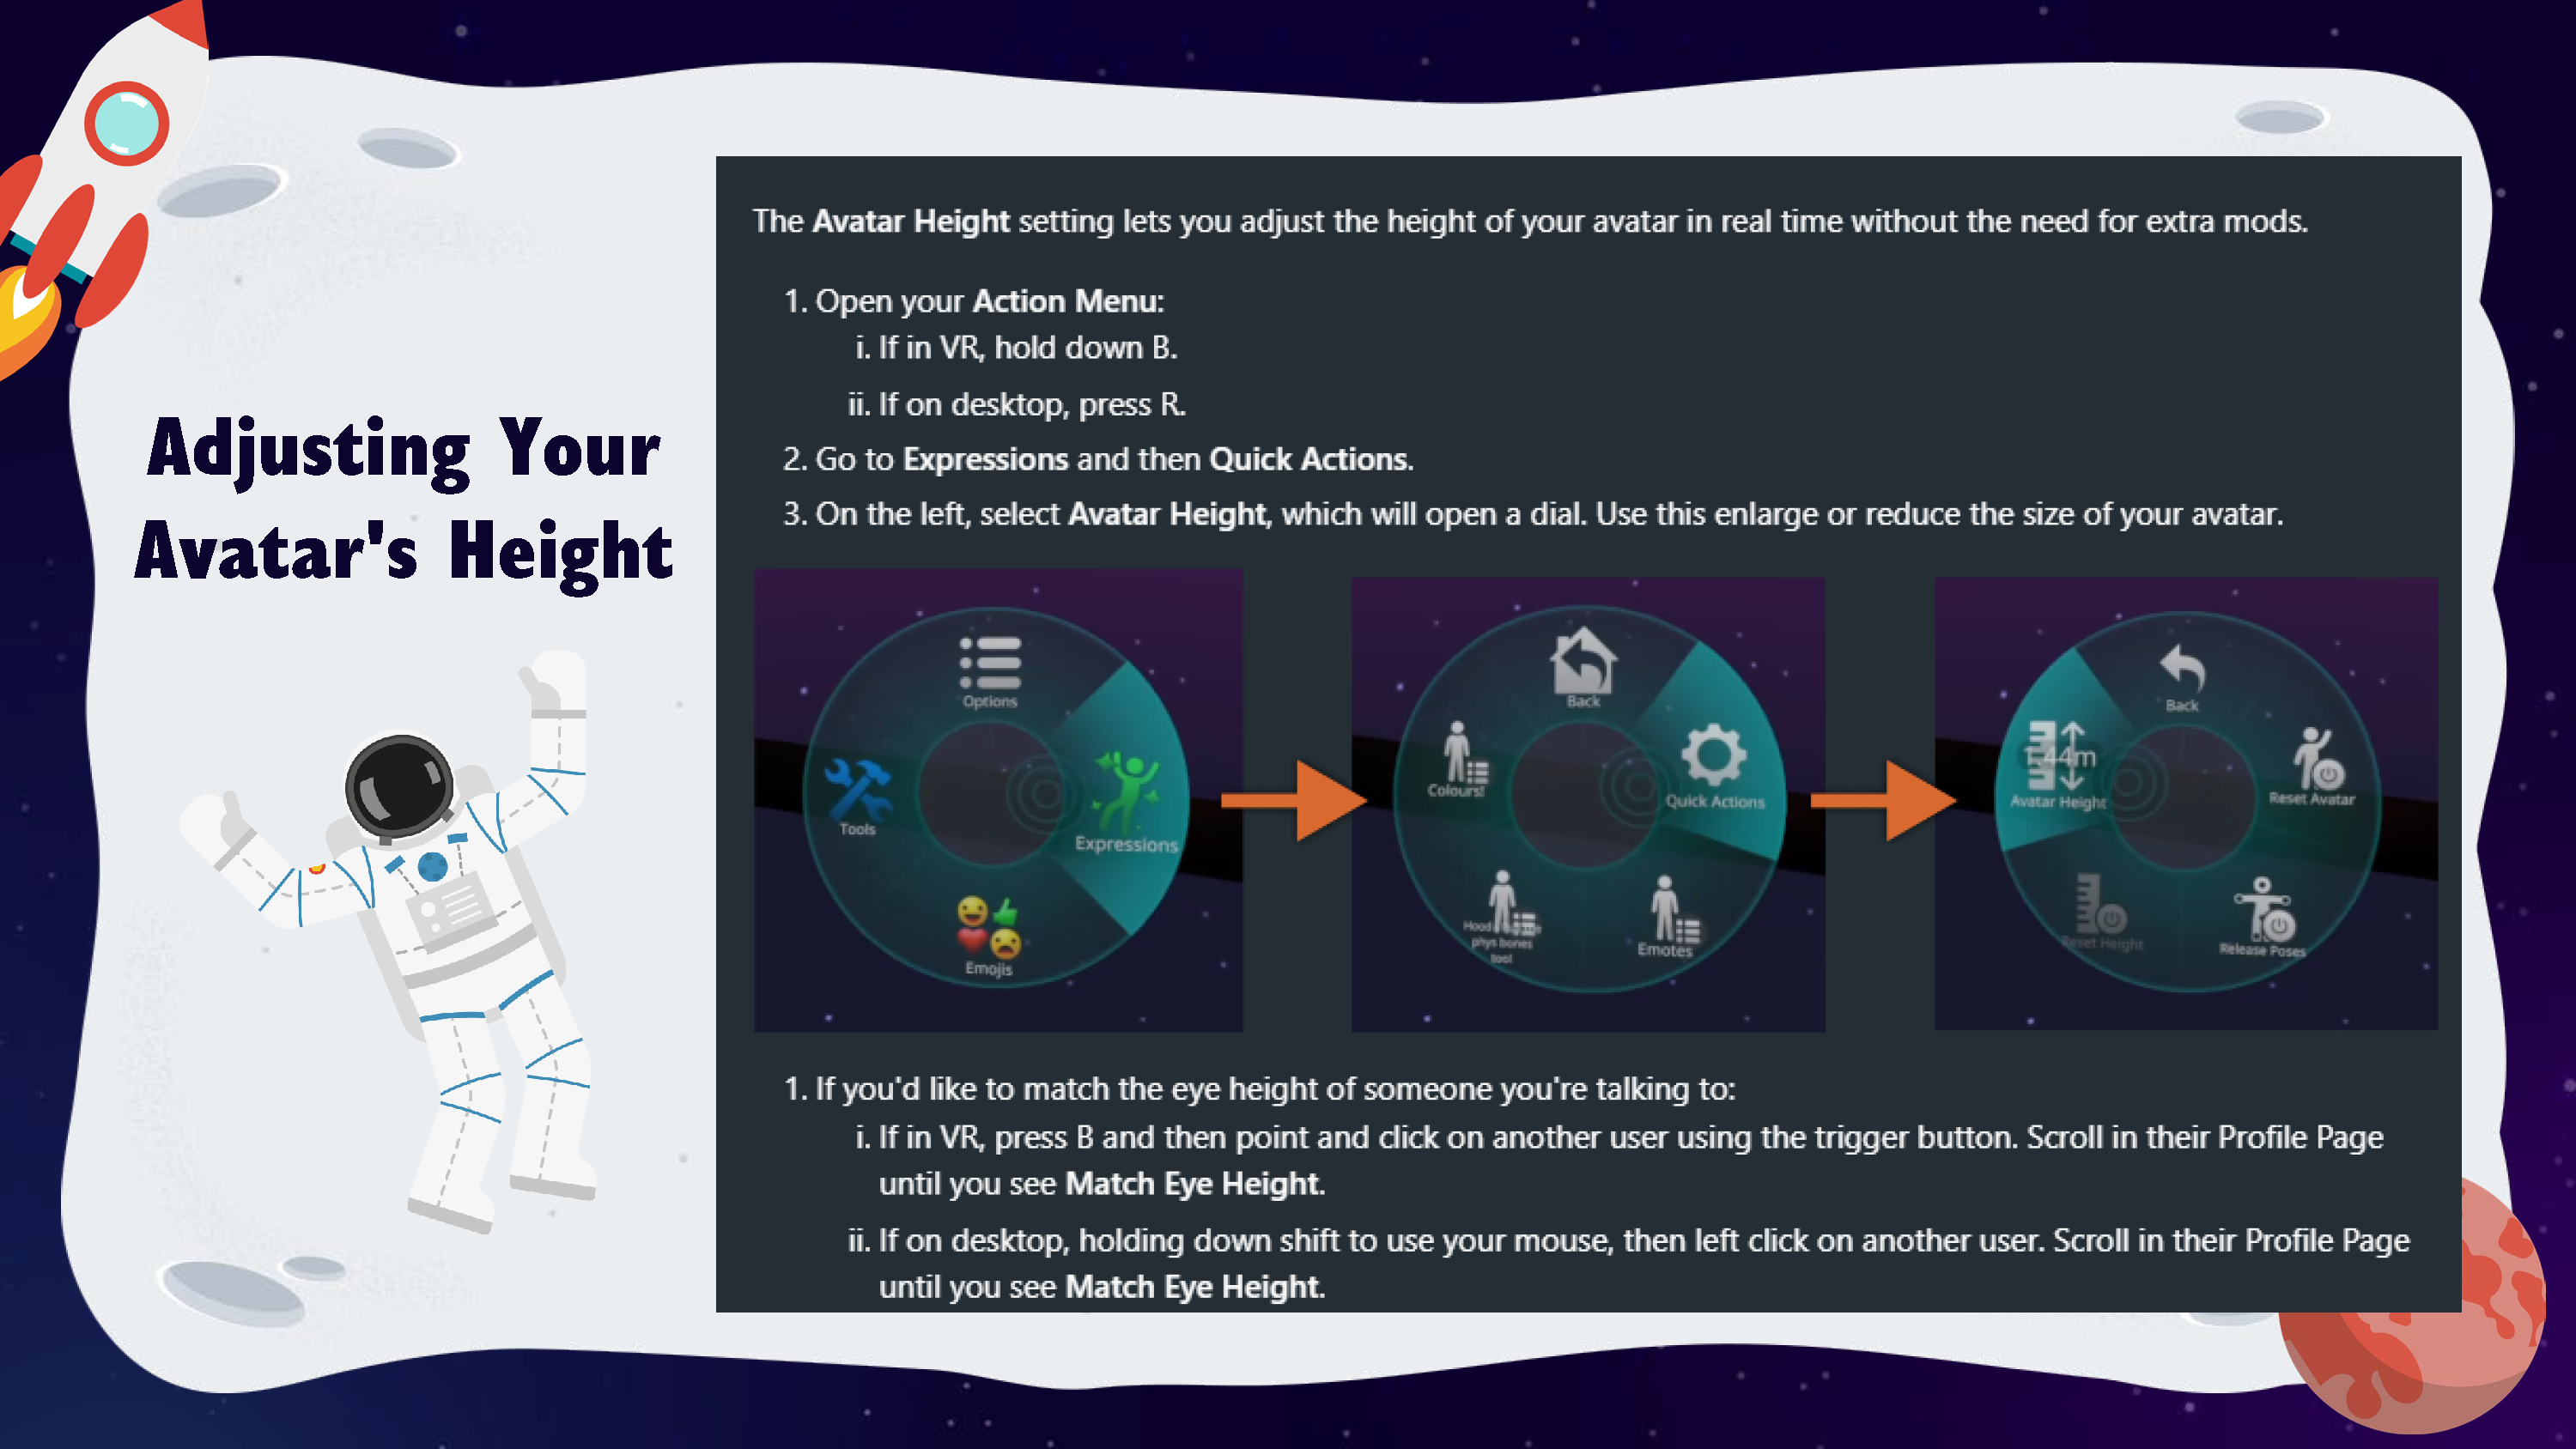 Adjusting Your
Avatar's Height
The Avatar Height setting lets you adjust the height of your avatar in real time without the need for extra mods.
1. Open your Action Menu:
i. If in VR, hold down B.
ii. If on desktop, press R.
2. Go to Expressions and then Quick Actions.
3. On the left, select Avatar Height, which will open a dial. Use this enlarge or reduce the size of your avatar.
Options
Tools
Expressions
Emojis
Back
Colours!
Quick Actions
phys bones
tool
Emotes
Back
1.44m
Avatar Height
Reset Avatar
Reset Height
Release Poses
1. If you'd like to match the eye height of someone you're talking to:
i. If in VR, press B and then point and click on another user using the trigger button. Scroll in their Profile Page
until you see Match Eye Height.
ii. If on desktop, holding down shift to use your mouse, then left click on another user. Scroll in their Profile Page
until you see Match Eye Height.